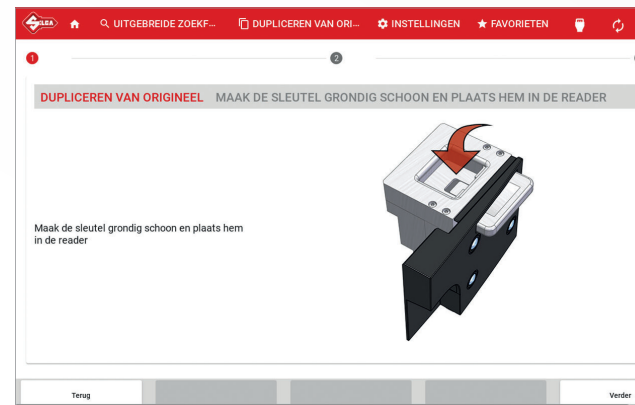 SILCA UITGEBREIDE ZOEKF... DUPLICEREN VAN ORI... INSTELLINGEN FAVORIETEN
1 2
DUPLICEREN VAN ORIGINEEL MAAK DE SLEUTEL GRONDIG SCHOON EN PLAATS HEM IN DE READER
Maak de sleutel grondig schoon en plaats hem
in de reader
Terug Verder